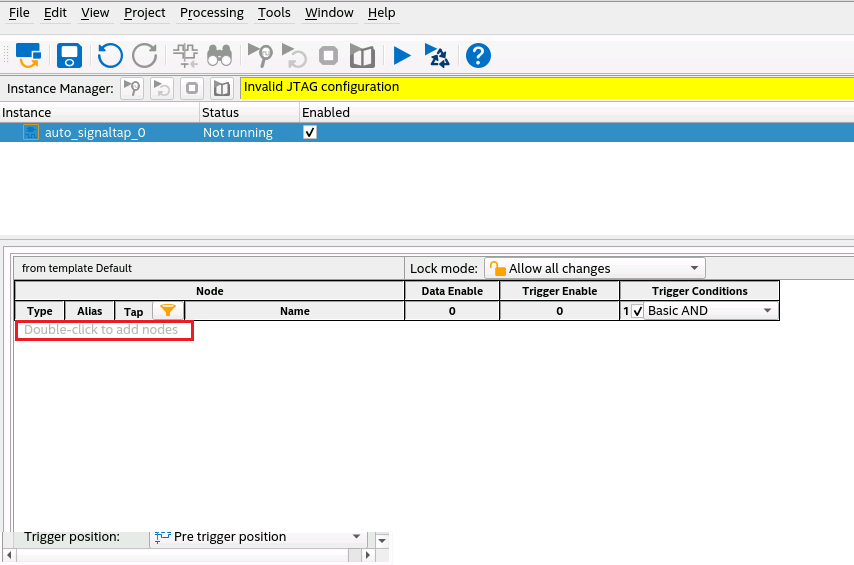 File Edit View Project Processing Tools Window Help
Instance Manager: Invalid JTAG configuration
Instance Status Enabled
auto_signaltap_0 Not running
from template Default Lock mode: Allow all changes
Node Data Enable Trigger Enable Trigger Conditions
Type Alias Tap Name 0 0 1 Basic AND
Double-click to add nodes
Trigger position: Pre trigger position